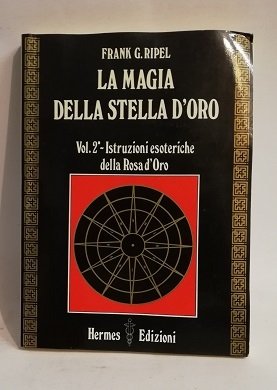 FRANK G. RIPEL
LA MAGIA
DELLA STELLA D'ORO
Vol. 2°- Istruzioni esoteriche
della Rosa d'Oro
Hermes Edizioni